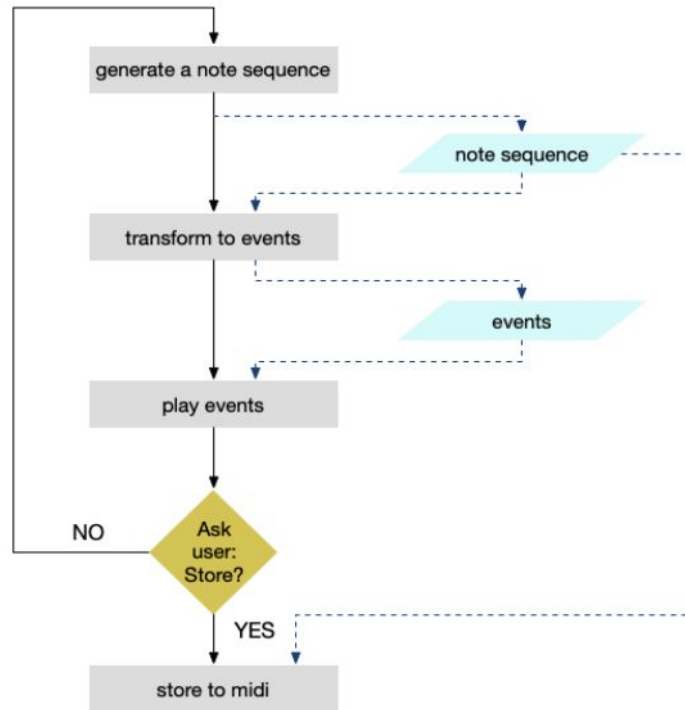 generate a note sequence
note sequence
transform to events
events
play events
NO
Ask
user:
Store?
YES
store to midi